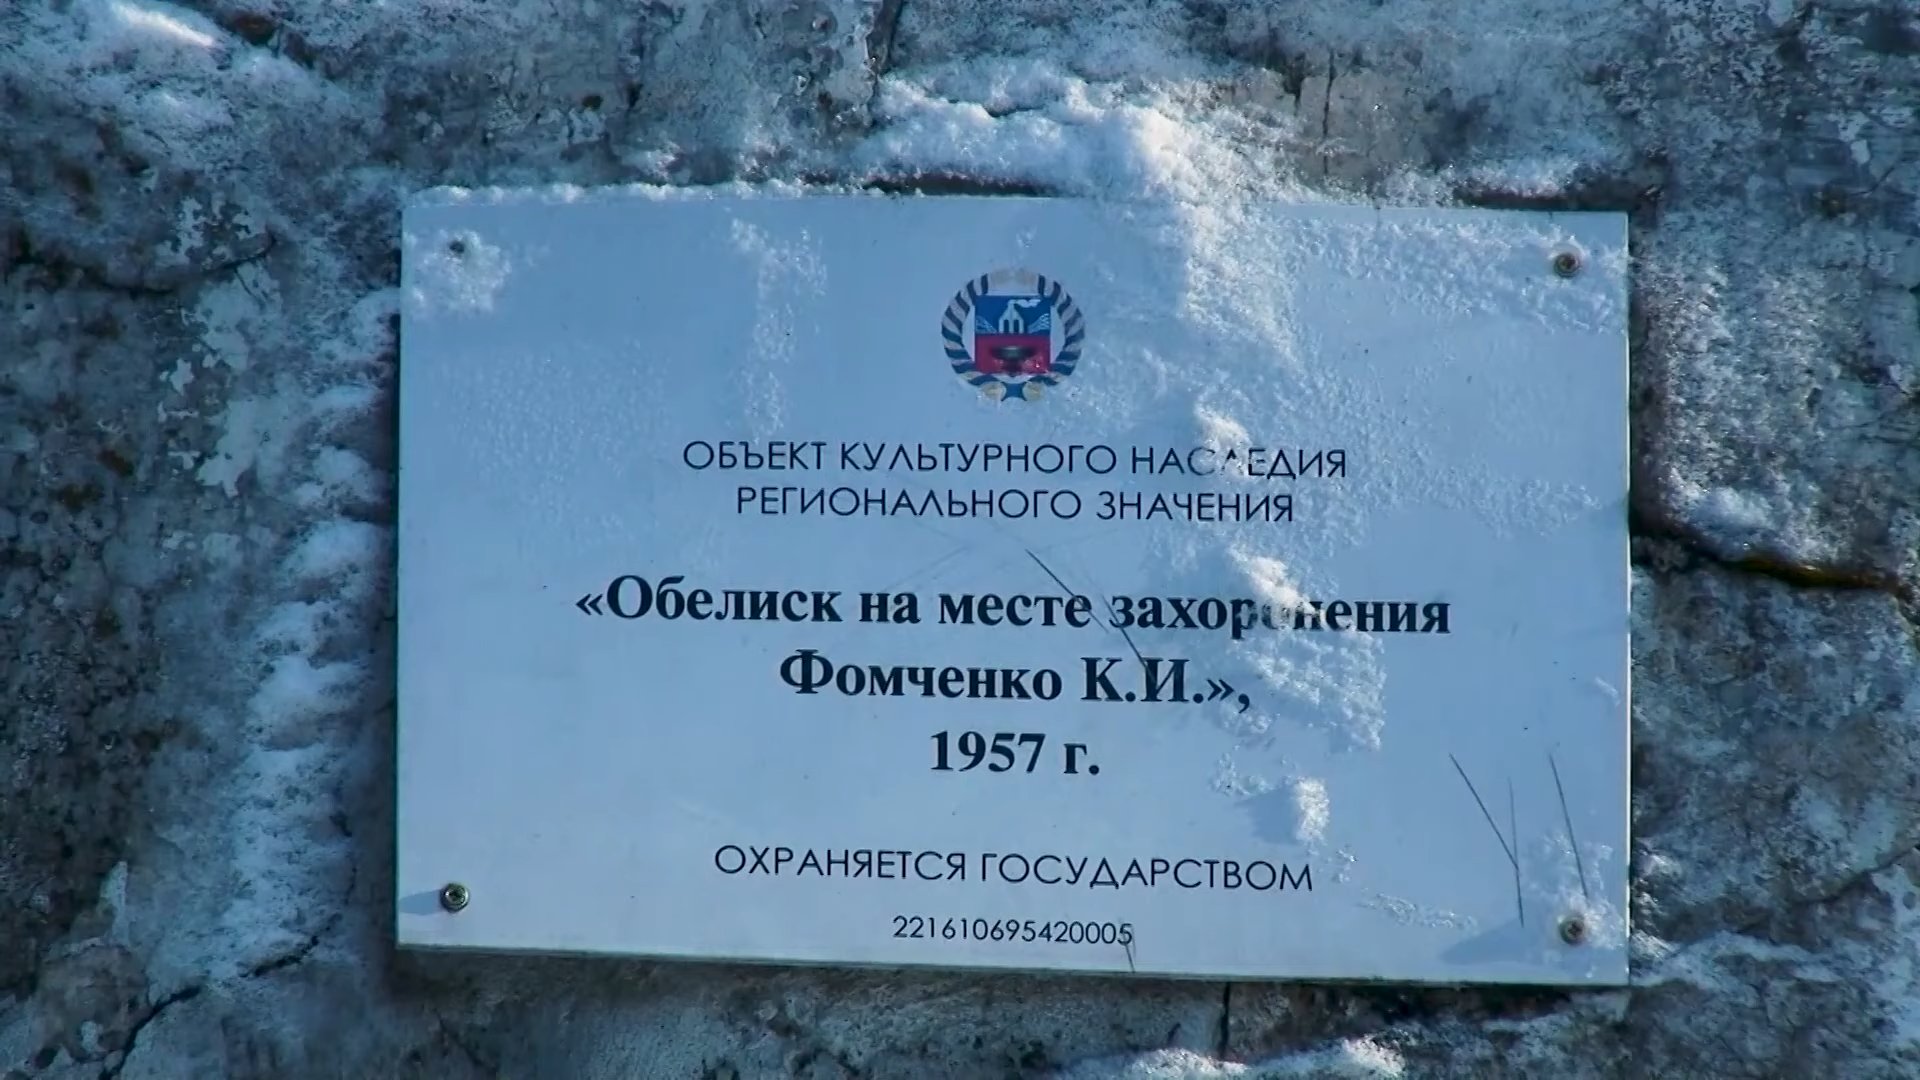 ОБЪЕКТ КУЛЬТУРНОГО НАСЛЕДИЯ
РЕГИОНАЛЬНОГО ЗНАЧЕНИЯ
«Обелиск на месте захоронения
Фомченко К.И.»,
1957 г.
ОХРАНЯЕТСЯ ГОСУДАРСТВОМ
221610695420005